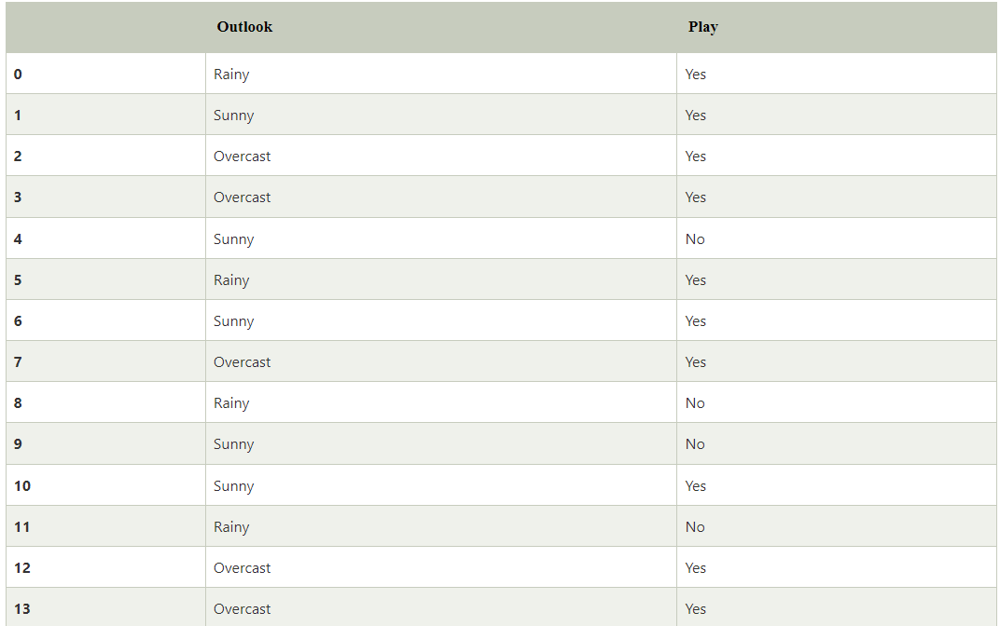 Outlook Play
0 Rainy Yes
1 Sunny Yes
2 Overcast Yes
3 Overcast Yes
4 Sunny No
5 Rainy Yes
6 Sunny Yes
7 Overcast Yes
8 Rainy No
9 Sunny No
10 Sunny Yes
11 Rainy No
12 Overcast Yes
13 Overcast Yes